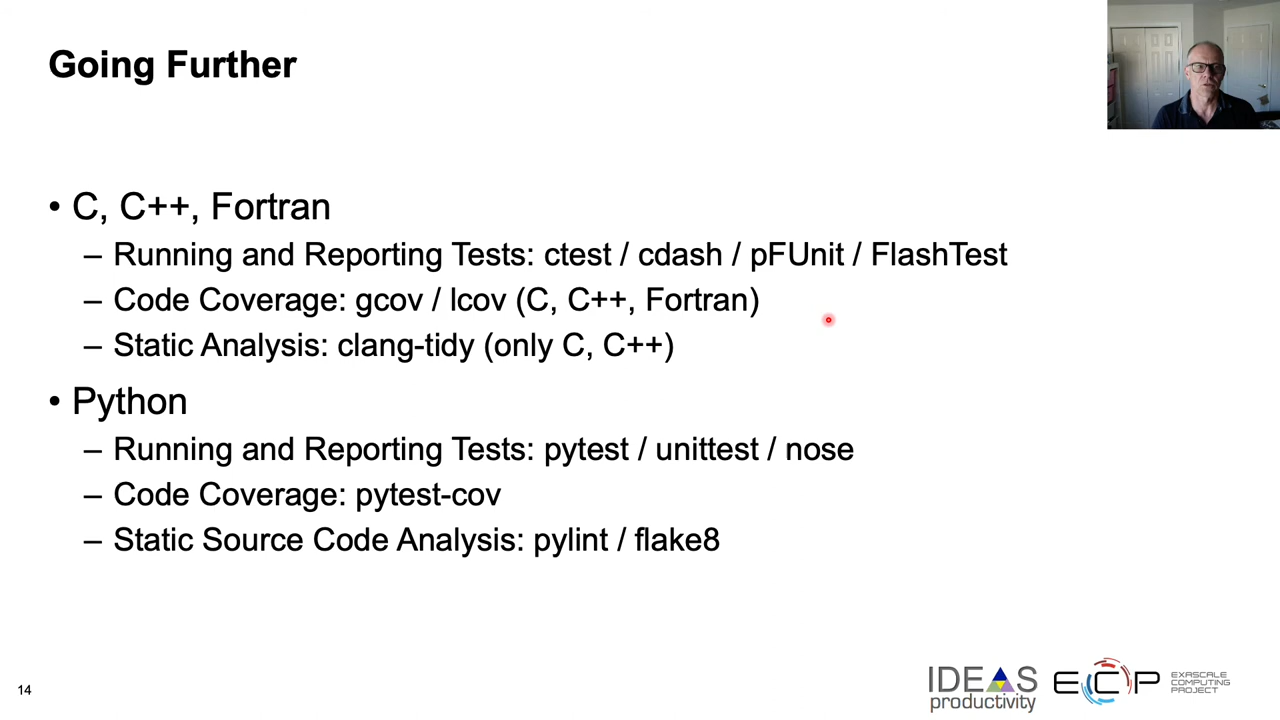 Going Further
• C, C++, Fortran
– Running and Reporting Tests: ctest / cdash / pFUnit / FlashTest
– Code Coverage: gcov / lcov (C, C++, Fortran)
– Static Analysis: clang-tidy (only C, C++)
• Python
– Running and Reporting Tests: pytest / unittest / nose
– Code Coverage: pytest-cov
– Static Source Code Analysis: pylint / flake8
14
IDEAS
productivity
ECP
EXASCALE
COMPUTING
PROJECT